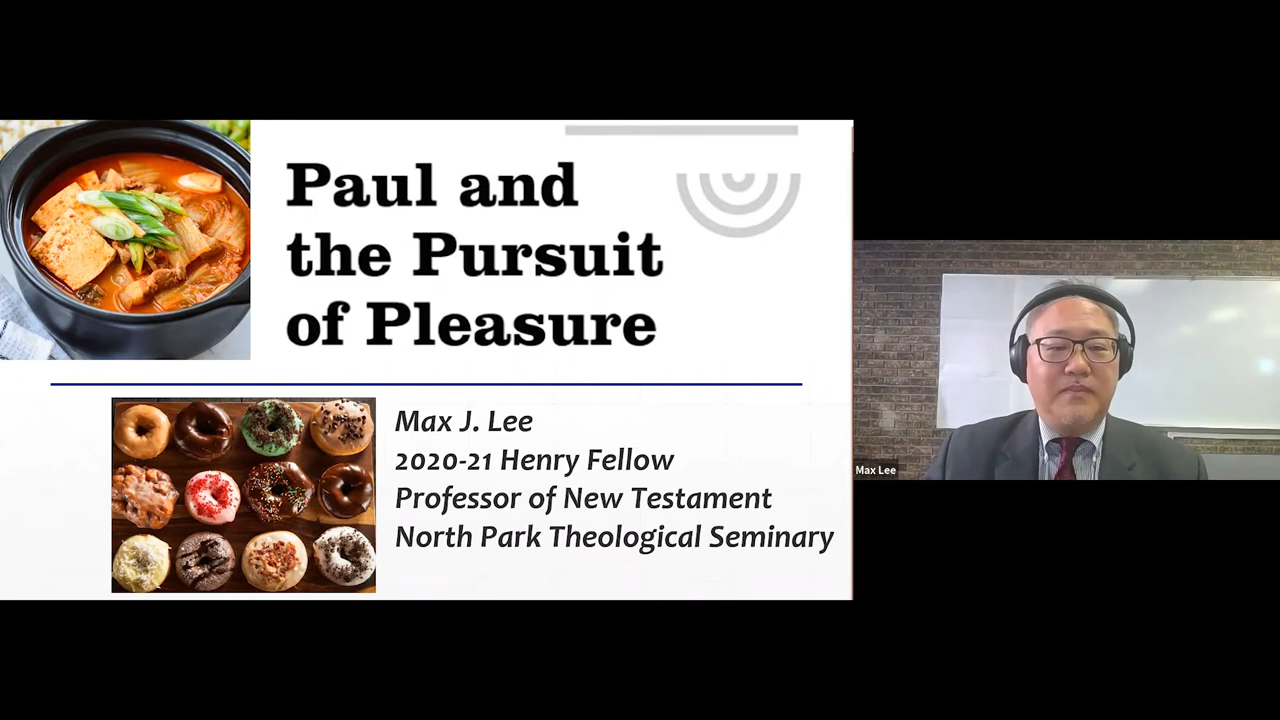 Paul and
the Pursuit
of Pleasure
Max J. Lee
2020-21 Henry Fellow
Professor of New Testament
North Park Theological Seminary
Max Lee